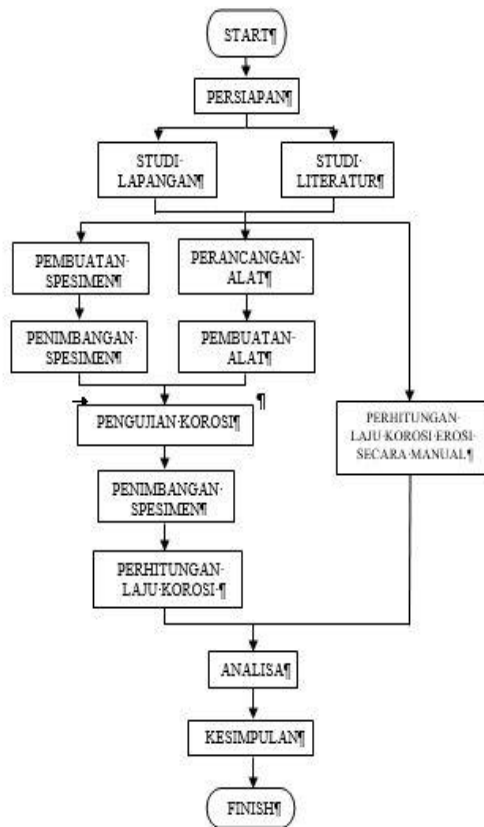 START¶
PERSIAPAN¶
STUDI·
LAPANGAN¶
STUDI·
LITERATUR¶
PEMBUATAN·
SPESIMEN¶
PERANCANGAN·
ALAT¶
PENIMBANGAN·
SPESIMEN¶
PEMBUATAN·
ALAT¶
¶
PENGUJIAN·KOROSI¶
PERHITUNGAN·
LAJU·KOROSI·EROSI·
SECARA·MANUAL¶
PENIMBANGAN·
SPESIMEN¶
PERHITUNGAN·
LAJU·KOROSI·¶
ANALISA¶
KESIMPULAN¶
FINISH¶